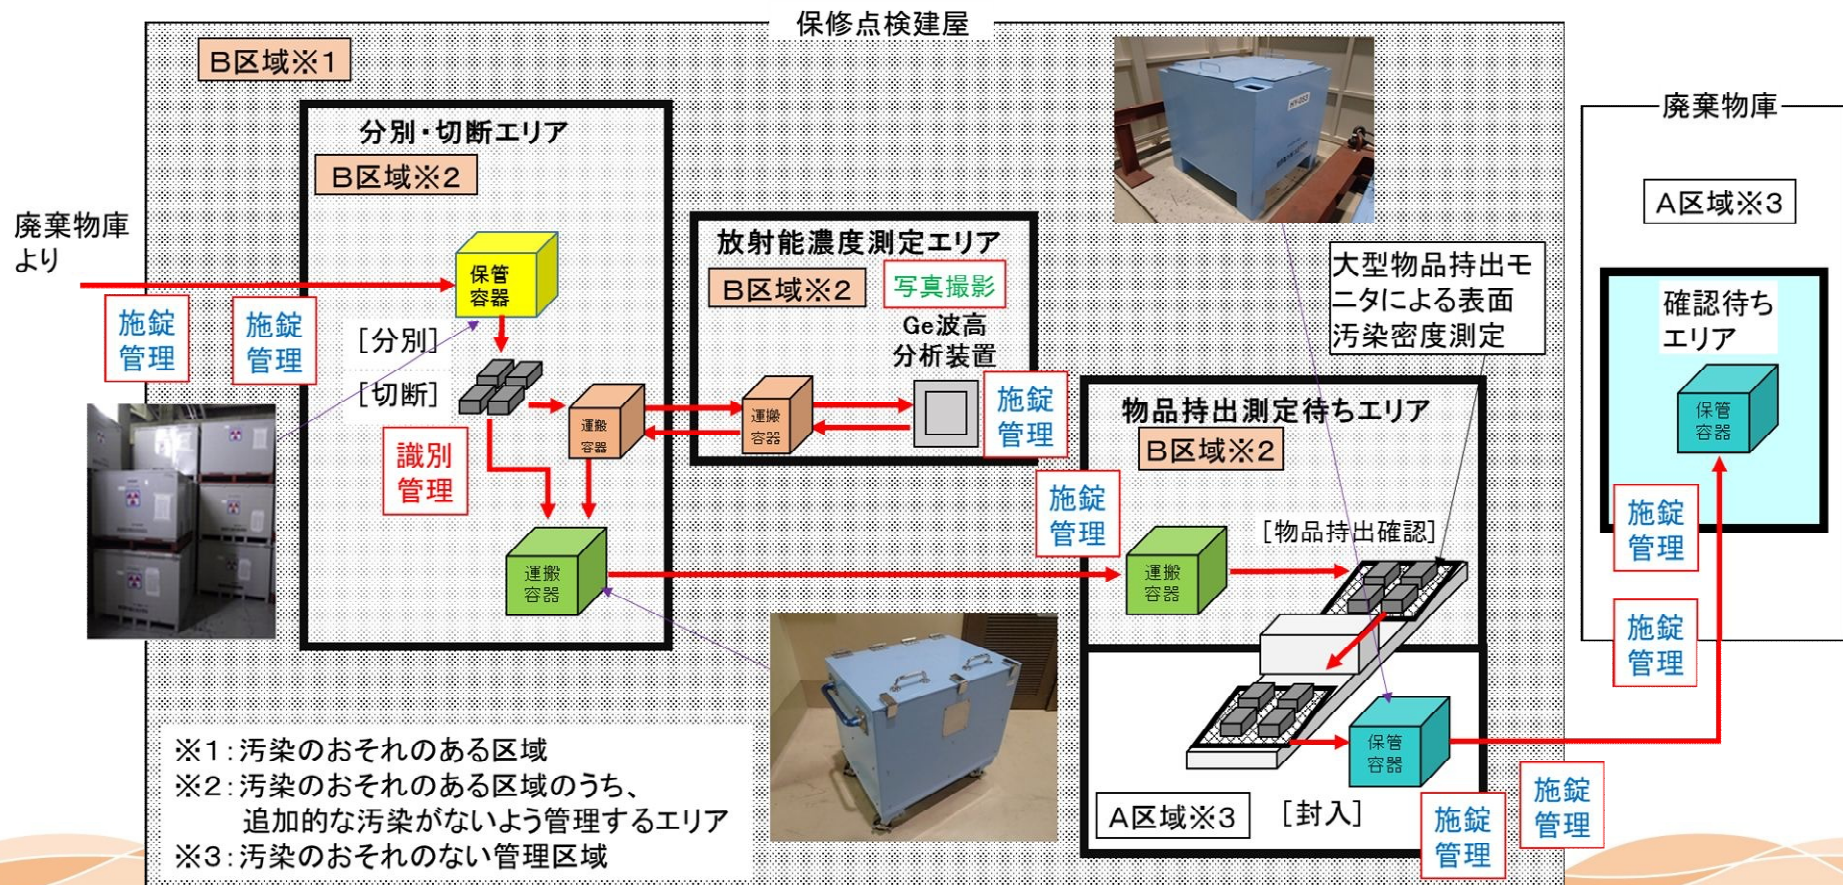 保修点検建屋
B区域※1
分別・切断エリア
B区域※2
廃棄物庫
より
施錠
管理
施錠
管理
保管
容器
[分別]
[切断]
識別
管理
運搬
容器
運搬
容器
放射能濃度測定エリア
B区域※2
写真撮影
Ge波高
分析装置
運搬
容器
施錠
管理
大型物品持出モ
ニタによる表面
汚染密度測定
物品持出測定待ちエリア
B区域※2
施錠
管理
[物品持出確認]
運搬
容器
保管
容器
A区域※3
[封入]
施錠
管理
施錠
管理
廃棄物庫
A区域※3
確認待ち
エリア
保管
容器
施錠
管理
施錠
管理
※1:汚染のおそれのある区域
※2:汚染のおそれのある区域のうち、
追加的な汚染がないよう管理するエリア
※3:汚染のおそれのない管理区域